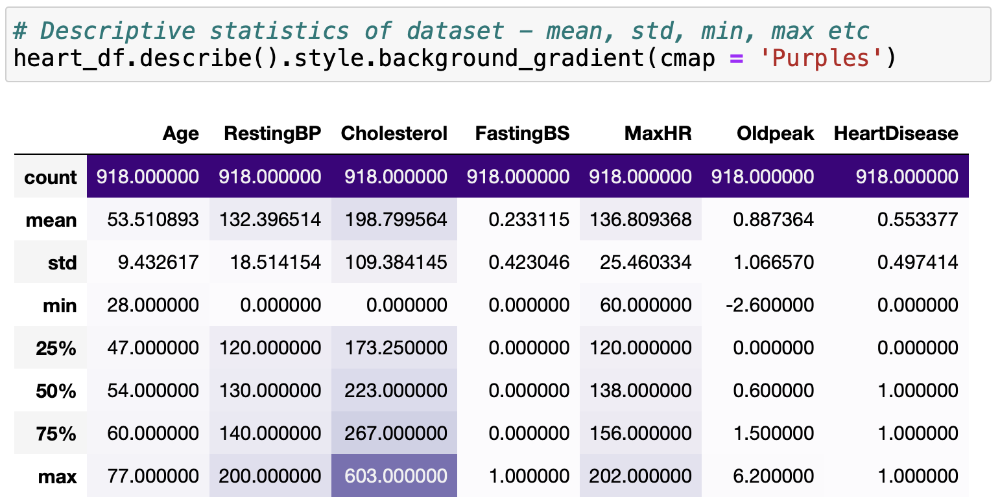 # Descriptive statistics of dataset – mean, std, min, max etc
heart_df.describe().style.background_gradient(cmap = 'Purples')
Age RestingBP Cholesterol FastingBS MaxHR Oldpeak HeartDisease
count 918.000000 918.000000 918.000000 918.000000 918.000000 918.000000 918.000000
mean 53.510893 132.396514 198.799564 0.233115 136.809368 0.887364 0.553377
std 9.432617 18.514154 109.384145 0.423046 25.460334 1.066570 0.497414
min 28.000000 0.000000 0.000000 0.000000 60.000000 -2.600000 0.000000
25% 47.000000 120.000000 173.250000 0.000000 120.000000 0.000000 0.000000
50% 54.000000 130.000000 223.000000 0.000000 138.000000 0.600000 1.000000
75% 60.000000 140.000000 267.000000 0.000000 156.000000 1.500000 1.000000
max 77.000000 200.000000 603.000000 1.000000 202.000000 6.200000 1.000000